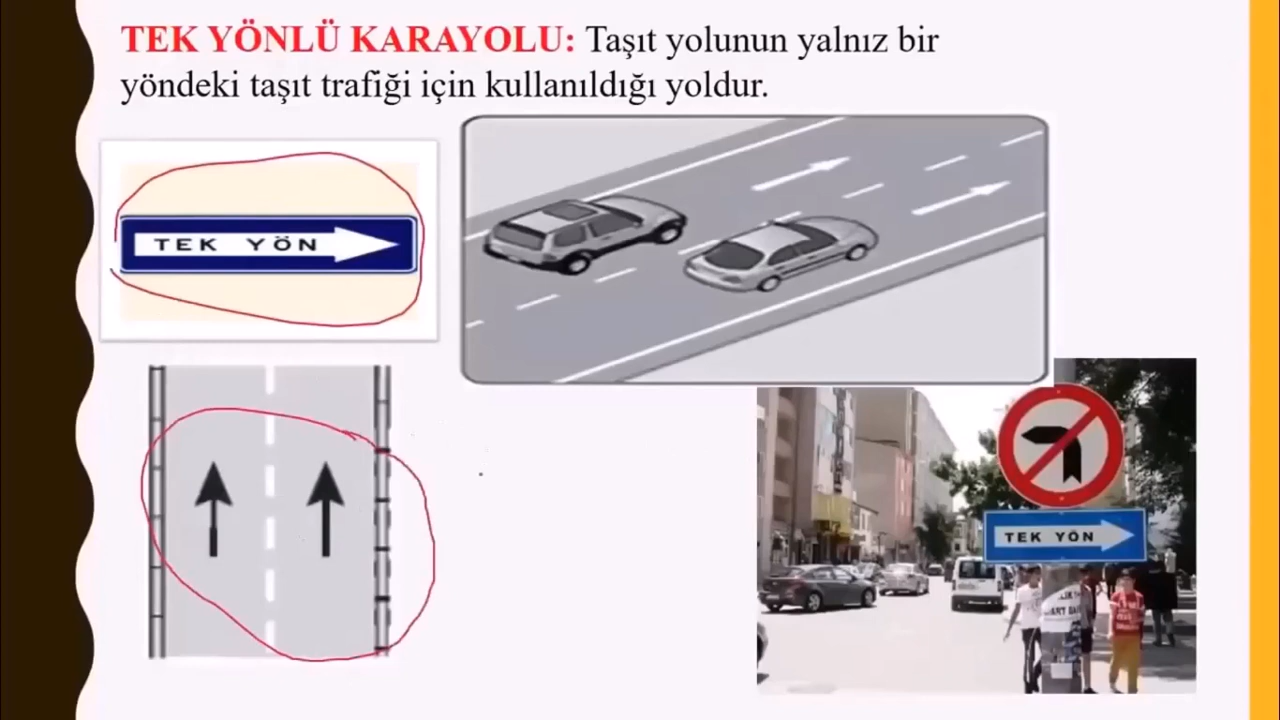 TEK YÖNLÜ KARAYOLU: Taşıt yolunun yalnız bir
yöndeki taşıt trafiği için kullanıldığı yoldur.
TEK YÖN
TEK YÖN